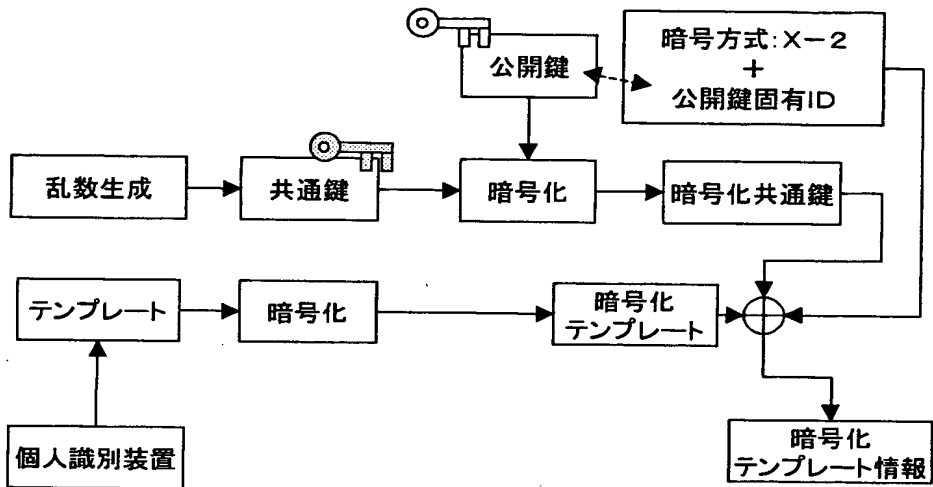 公開鍵
暗号方式:X-2
+
公開鍵固有ID
乱数生成
共通鍵
暗号化
暗号化共通鍵
テンプレート
暗号化
暗号化
テンプレート
個人識別装置
暗号化
テンプレート情報